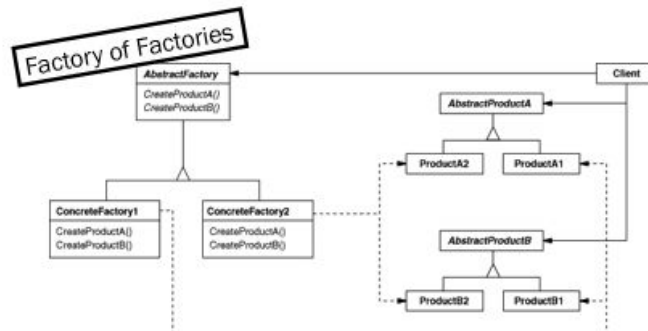 Factory of Factories
AbstractFactory
CreateProductA()
CreateProductB()
Client
AbstractProductA
ProductA2
ProductA1
ConcreteFactory1
CreateProductA()
CreateProductB()
ConcreteFactory2
CreateProductA()
CreateProductB()
AbstractProductB
ProductB2
ProductB1